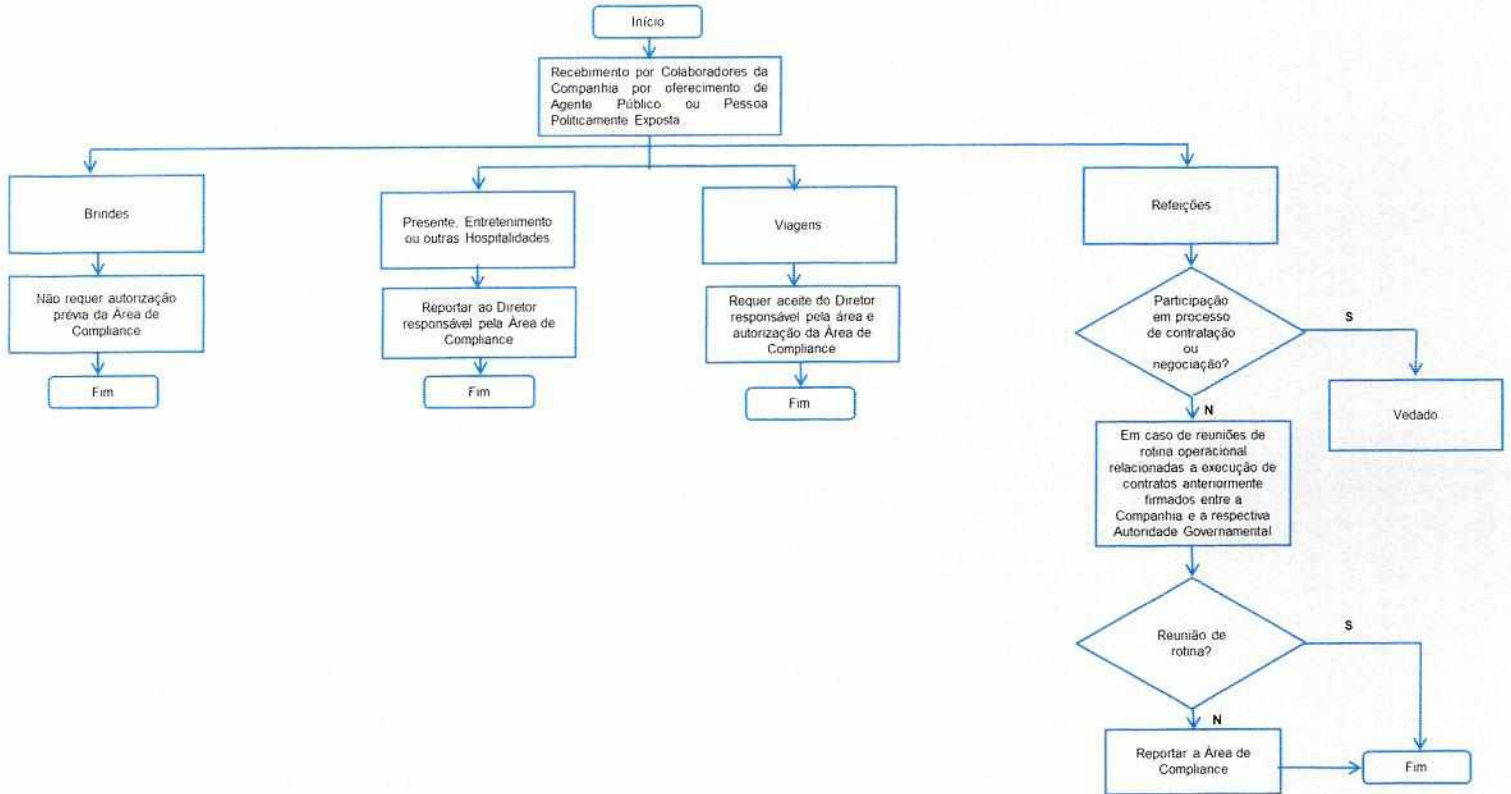 Início
Recebimento por Colaboradores da
Companhia por oferecimento de
Agente Público ou Pessoa
Politicamente Exposta
Brindes
Não requer autorização
prévia da Área de
Compliance
Fim
Presente, Entretenimento
ou outras Hospitalidades
Reportar ao Diretor
responsável pela Área de
Compliance
Fim
Viagens
Requer aceite do Diretor
responsável pela área e
autorização da Área de
Compliance
Fim
Refeições
Participação
em processo
de contratação
ou
negociação?
S
Vedado
N
Em caso de reuniões de
rotina operacional
relacionadas a execução de
contratos anteriormente
firmados entre a
Companhia e a respectiva
Autoridade Governamental
Reunião de
rotina?
S
N
Reportar a Área de
Compliance
Fim